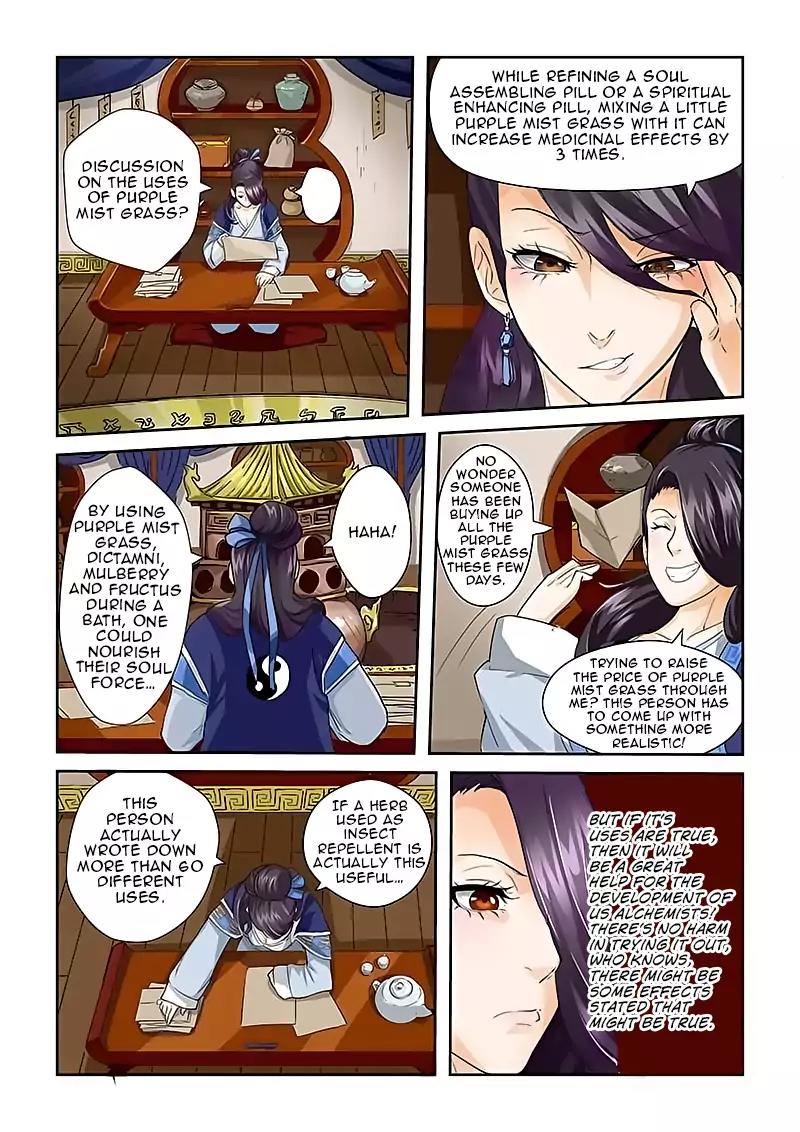 DISCUSSION
ON THE USES
OF PURPLE
MIST GRASS?
WHILE REFINING A SOUL
ASSEMBLING PILL OR A SPIRITUAL
ENHANCING PILL, MIXING A LITTLE
PURPLE MIST GRASS WITH IT CAN
INCREASE MEDICINAL EFFECTS BY
3 TIMES.
BY USING
PURPLE MIST
GRASS,
DICTAMNI,
MULBERRY
AND FRUCTUS
DURING A
BATH, ONE
COULD
NOURISH
THEIR SOUL
FORCE...
HAHA!
NO
WONDER
SOMEONE
HAS BEEN
BUYING UP
ALL THE
PURPLE
MIST GRASS
THESE FEW
DAYS.
TRYING TO RAISE
THE PRICE OF PURPLE
MIST GRASS THROUGH
ME? THIS PERSON HAS
TO COME UP WITH
SOMETHING MORE
REALISTIC!
THIS
PERSON
ACTUALLY
WROTE DOWN
MORE THAN 60
DIFFERENT
USES.
IF A HERB
USED AS
INSECT
REPELLENT IS
ACTUALLY THIS
USEFUL...
BUT IF IT'S
USES ARE TRUE,
THEN IT WILL
BE A GREAT
HELP FOR THE
DEVELOPMENT OF
US ALCHEMISTS!
THERE'S NO HARM
IN TRYING IT OUT,
WHO KNOWS,
THERE MIGHT BE
SOME EFFECTS
STATED THAT
MIGHT BE TRUE.